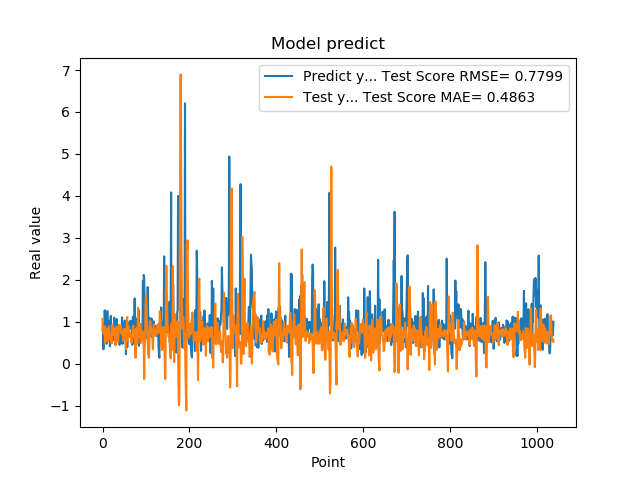 Model predict
Predict y... Test Score RMSE= 0.7799
Test y... Test Score MAE= 0.4863
Real value
7
6
5
4
3
2
1
0
−1
0 200 400 600 800 1000
Point